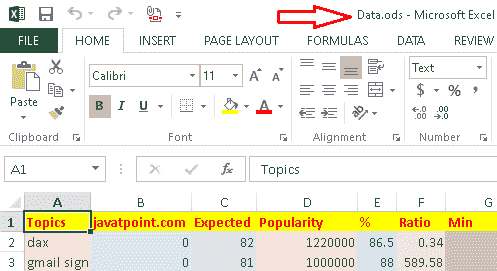 Data.ods - Microsoft Excel
FILE HOME INSERT PAGE LAYOUT FORMULAS DATA REVIEW
Paste
Calibri 11 A A Text
B I U A $ % ,
Clipboard Font Alignment Number
A1 fx Topics
A B C D E F G
1 Topics javatpoint.com Expected Popularity % Ratio Min
2 dax 0 82 1220000 86.5 0.34
3 gmail sign 0 81 1000000 88 589.58